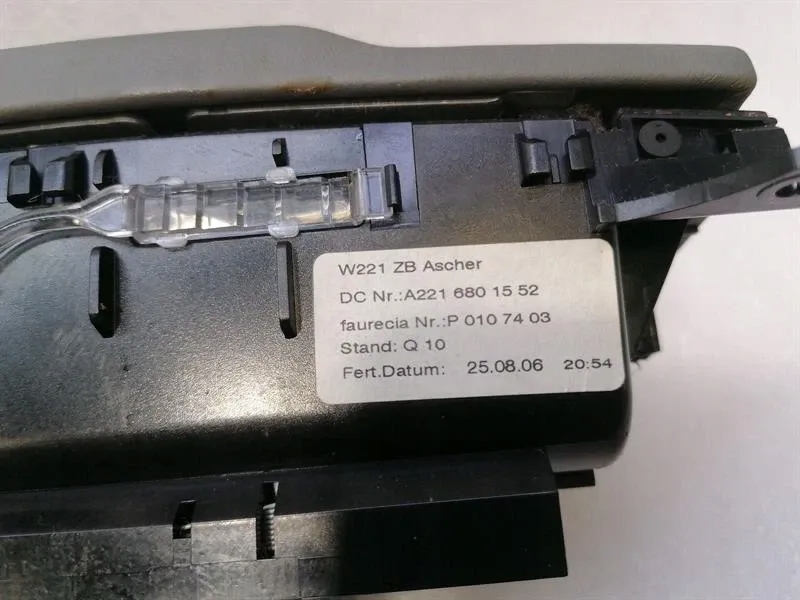 W221 ZB Ascher
DC Nr.:A221 680 15 52
faurecia Nr.:P 010 74 03
Stand: Q 10
Fert.Datum: 25.08.06 20:54